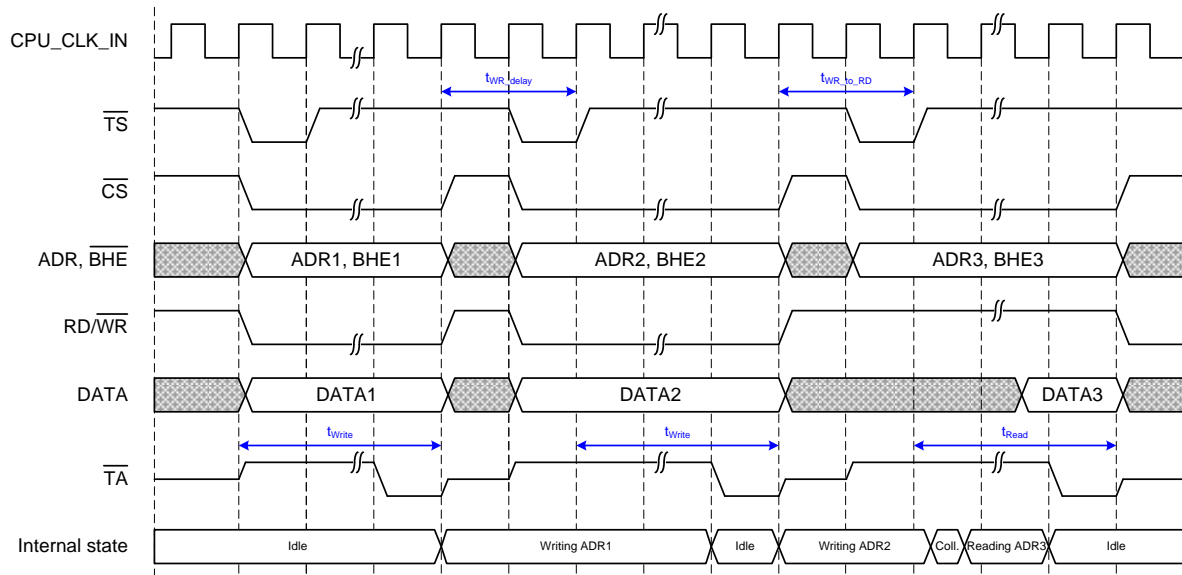 CPU_CLK_IN
tWR_delay
tWR_to_RD
TS
CS
ADR, BHE
ADR1, BHE1
ADR2, BHE2
ADR3, BHE3
RD/WR
DATA
DATA1
DATA2
DATA3
tWrite
tWrite
tRead
TA
Internal state
Idle
Writing ADR1
Idle
Writing ADR2
Coll.
Reading ADR3
Idle